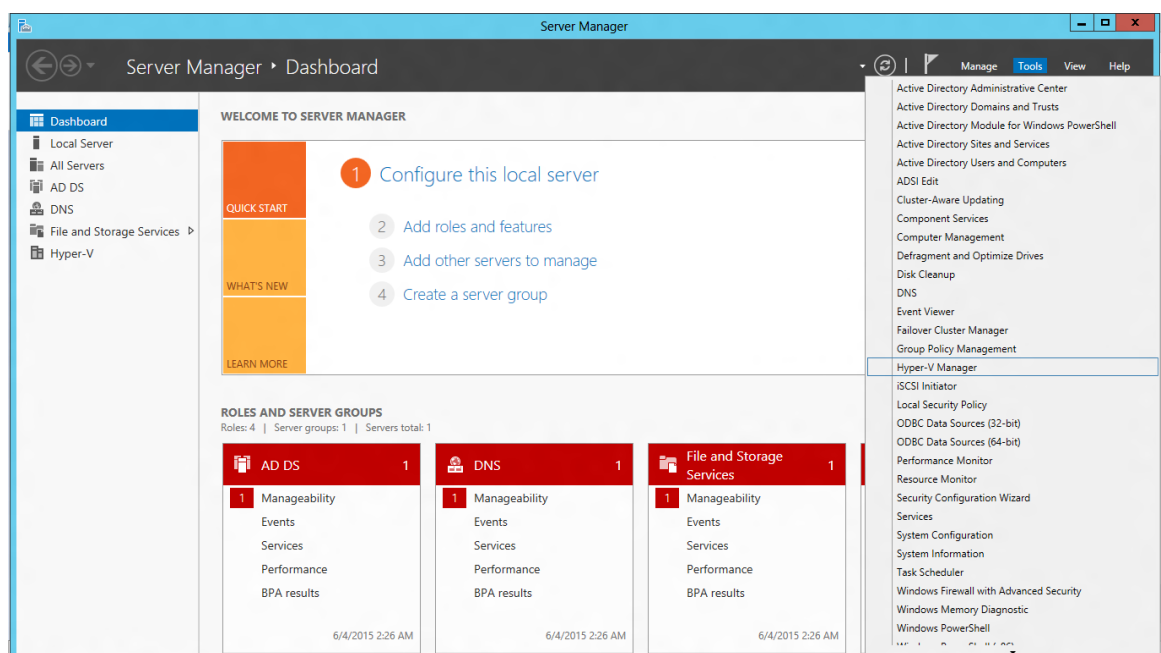 Server Manager
Server Manager • Dashboard
Manage Tools View Help
Dashboard
Local Server
All Servers
AD DS
DNS
File and Storage Services
Hyper-V
WELCOME TO SERVER MANAGER
QUICK START
WHAT'S NEW
LEARN MORE
1 Configure this local server
2 Add roles and features
3 Add other servers to manage
4 Create a server group
ROLES AND SERVER GROUPS
Roles: 4 | Server groups: 1 | Servers total: 1
AD DS 1
1 Manageability
Events
Services
Performance
BPA results
6/4/2015 2:26 AM
DNS 1
1 Manageability
Events
Services
Performance
BPA results
6/4/2015 2:26 AM
File and Storage
Services 1
1 Manageability
Events
Services
Performance
BPA results
6/4/2015 2:26 AM
Active Directory Administrative Center
Active Directory Domains and Trusts
Active Directory Module for Windows PowerShell
Active Directory Sites and Services
Active Directory Users and Computers
ADSI Edit
Cluster-Aware Updating
Component Services
Computer Management
Defragment and Optimize Drives
Disk Cleanup
DNS
Event Viewer
Failover Cluster Manager
Group Policy Management
Hyper-V Manager
iSCSI Initiator
Local Security Policy
ODBC Data Sources (32-bit)
ODBC Data Sources (64-bit)
Performance Monitor
Resource Monitor
Security Configuration Wizard
Services
System Configuration
System Information
Task Scheduler
Windows Firewall with Advanced Security
Windows Memory Diagnostic
Windows PowerShell